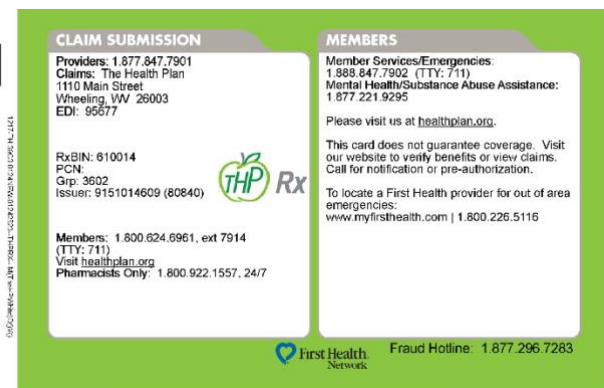 CLAIM SUBMISSION
Providers: 1.877.847.7901
Claims: The Health Plan
1110 Main Street
Wheeling, WV 26003
EDI: 95677
RxBIN: 610014
PCN:
Grp: 3602
Issuer: 9151014609 (80840)
THP Rx
Members: 1.800.624.6961, ext 7914
(TTY: 711)
Visit healthplan.org
Pharmacists Only: 1.800.922.1557, 24/7
MEMBERS
Member Services/Emergencies:
1.888.847.7902 (TTY: 711)
Mental Health/Substance Abuse Assistance:
1.877.221.9295
Please visit us at healthplan.org.
This card does not guarantee coverage. Visit
our website to verify benefits or view claims.
Call for notification or pre-authorization.
To locate a First Health provider for out of area
emergencies:
www.myfirsthealth.com | 1.800.226.5116
First Health
Network
Fraud Hotline: 1.877.296.7283